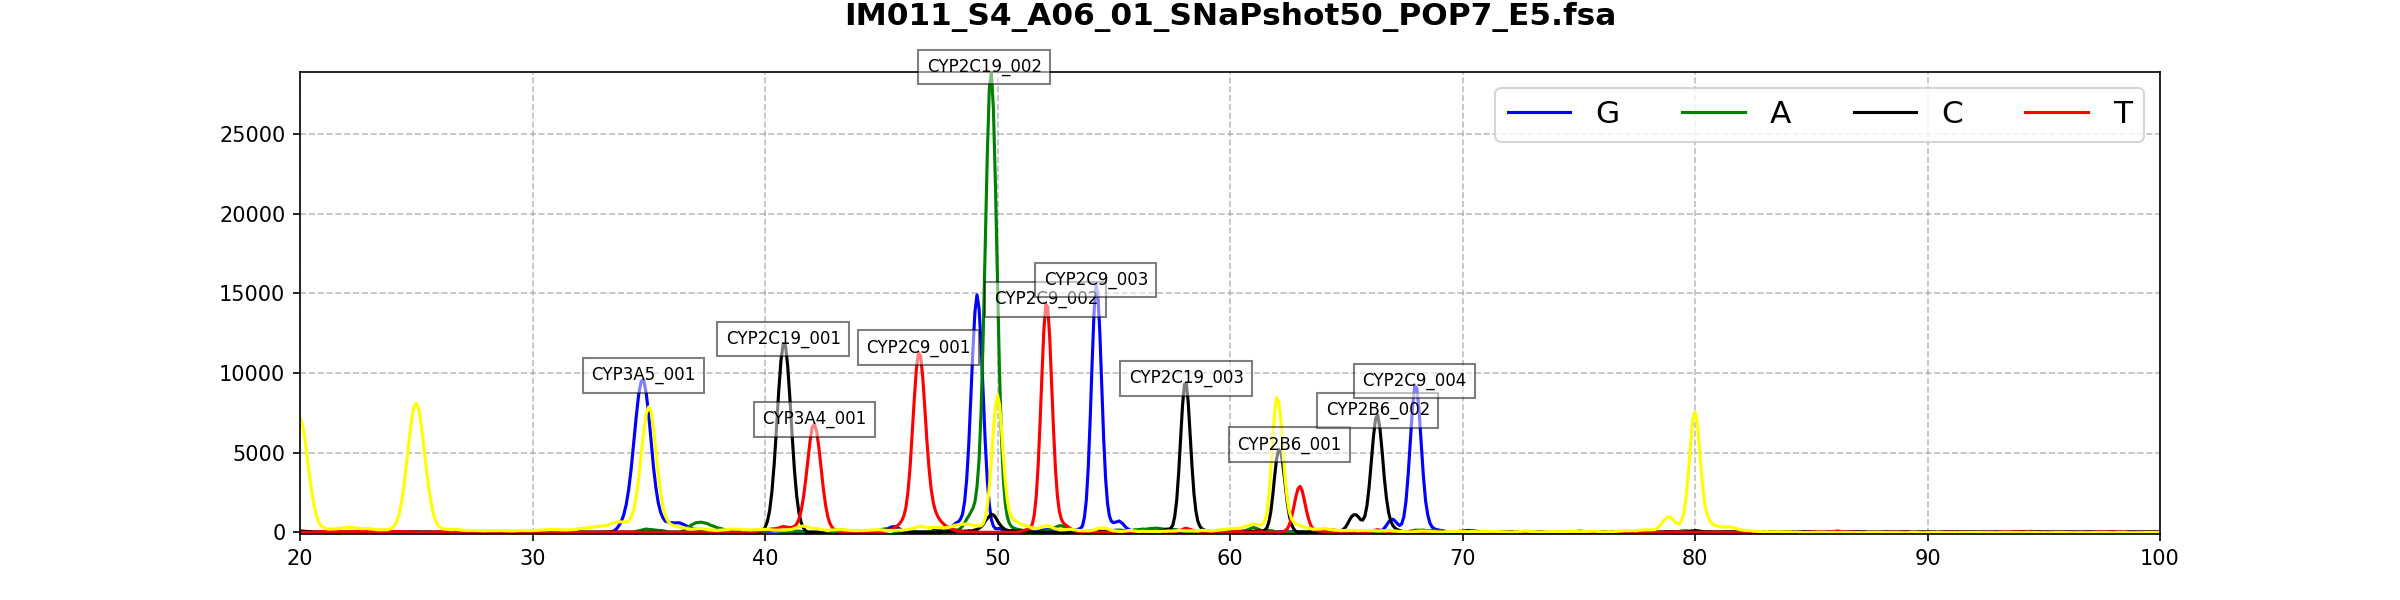 IM011_S4_A06_01_SNaPshot50_POP7_E5.fsa
CYP2C19_002
G A C T
25000
20000
15000
10000
5000
0
CYP2C9_003
CYP2C9_002
CYP2C19_001
CYP2C9_001
CYP3A5_001
CYP2C19_003
CYP2C9_004
CYP2B6_002
CYP3A4_001
CYP2B6_001
20 30 40 50 60 70 80 90 100